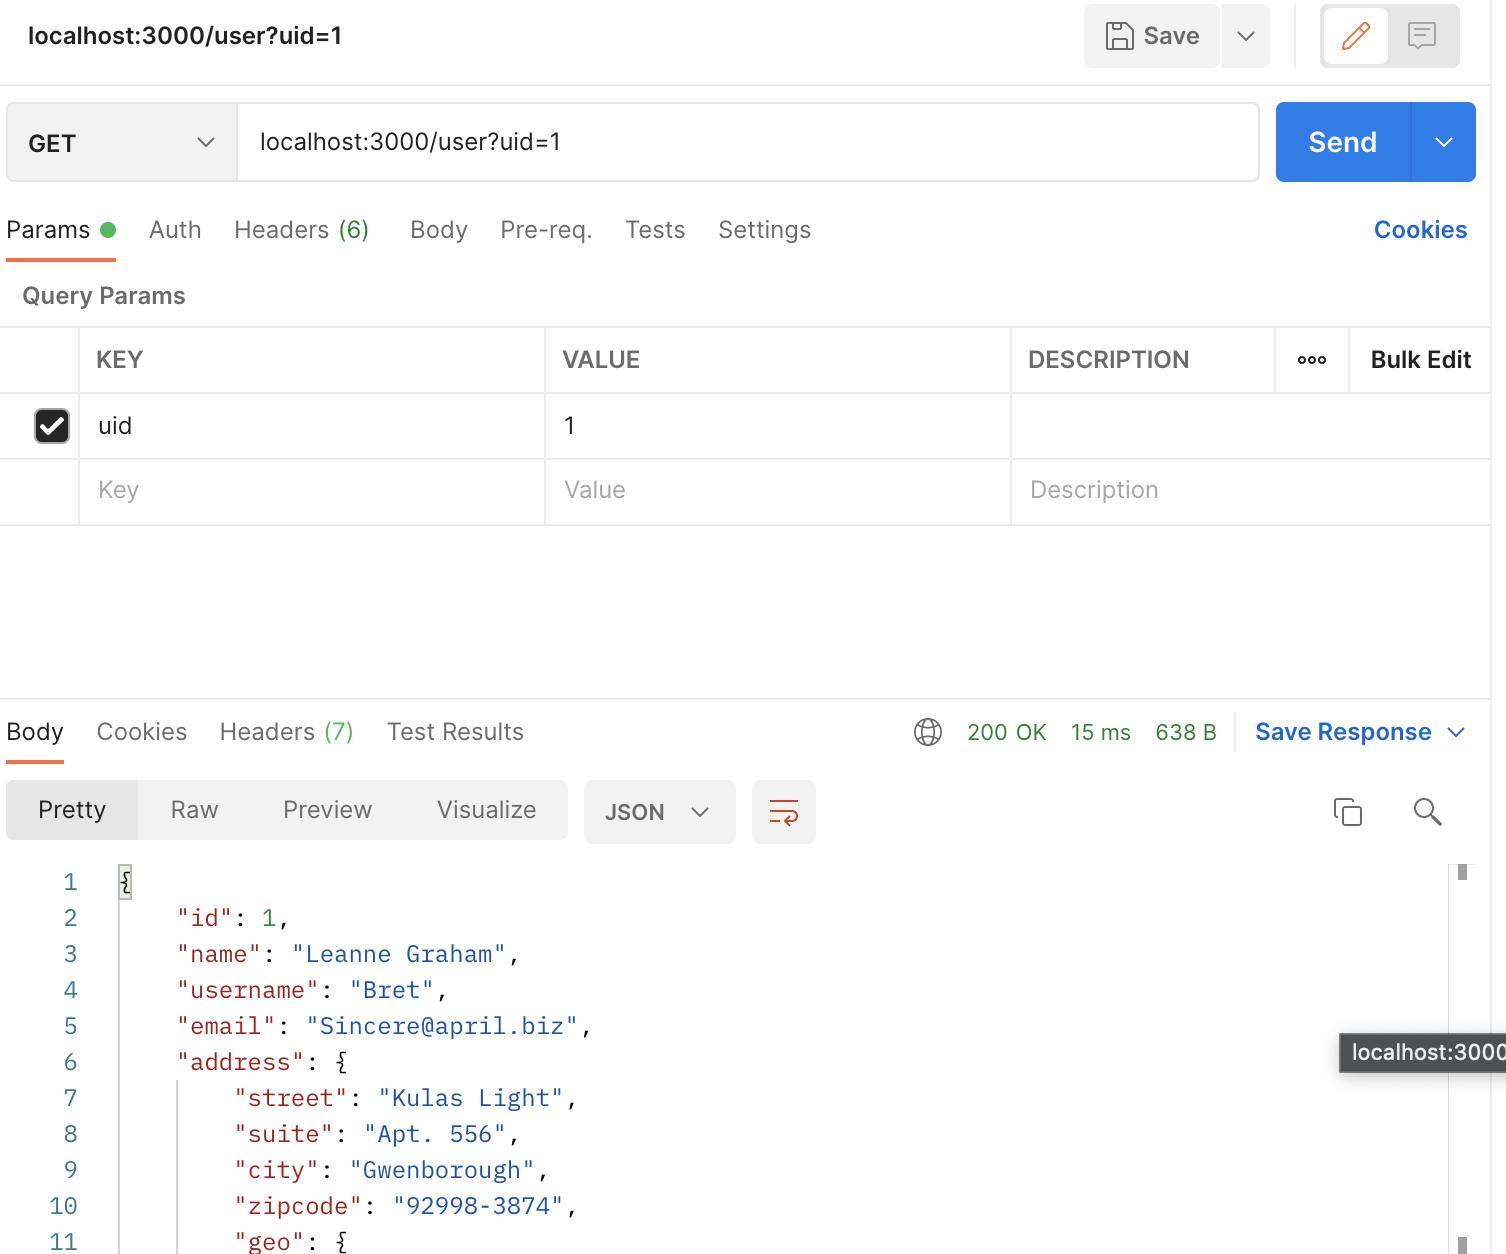 localhost:3000/user?uid=1
Save
GET
localhost:3000/user?uid=1
Send
Params Auth Headers (6) Body Pre-req. Tests Settings Cookies
Query Params
KEY VALUE DESCRIPTION ooo Bulk Edit
uid 1
Key Value Description
Body Cookies Headers (7) Test Results 200 OK 15 ms 638 B Save Response
Pretty Raw Preview Visualize JSON
1 {
2 "id": 1,
3 "name": "Leanne Graham",
4 "username": "Bret",
5 "email": "Sincere@april.biz",
6 "address": {
localhost:3000
7 "street": "Kulas Light",
8 "suite": "Apt. 556",
9 "city": "Gwenborough",
10 "zipcode": "92998-3874",
11 "geo": {